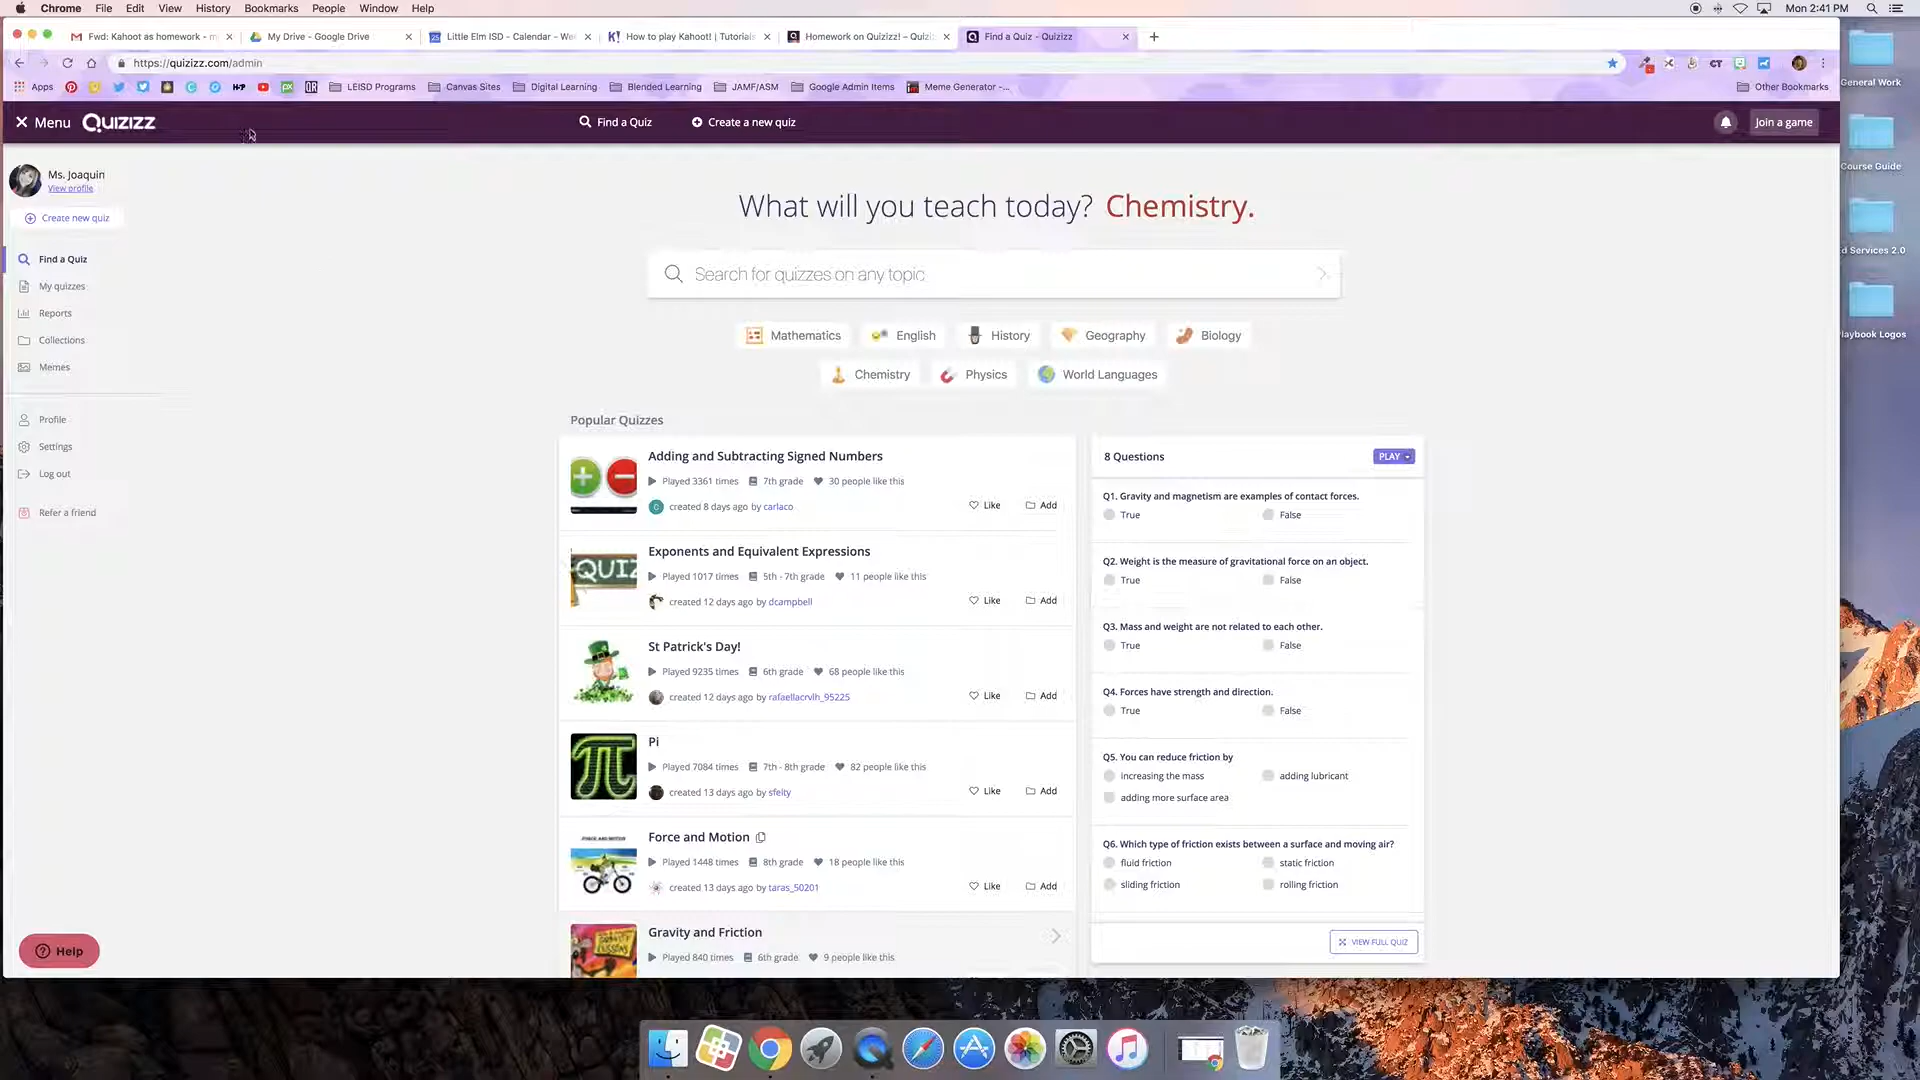 Chrome File Edit View History Bookmarks People Window Help Mon 2:41 PM
Fwd: Kahoot as homework - m My Drive - Google Drive Little Elm ISD - Calendar - We K! How to play Kahoot! | Tutorials Homework on Quizizz! – Quizi Find a Quiz - Quizizz
https://quizizz.com/admin
Apps LEISD Programs Canvas Sites Digital Learning Blended Learning JAMF/ASM Google Admin Items Meme Generator -... Other Bookmarks
General Work
Course Guide
Ed Services 2.0
laybook Logos
Menu Quizizz Find a Quiz Create a new quiz Join a game
Ms. Joaquin
View profile
Create new quiz
Find a Quiz
My quizzes
Reports
Collections
Memes
Profile
Settings
Log out
Refer a friend
Help
What will you teach today? Chemistry.
Search for quizzes on any topic
Mathematics English History Geography Biology
Chemistry Physics World Languages
Popular Quizzes
Adding and Subtracting Signed Numbers
Played 3361 times 7th grade 30 people like this
created 8 days ago by carlaco Like Add
QUIZ
Exponents and Equivalent Expressions
Played 1017 times 5th - 7th grade 11 people like this
created 12 days ago by dcampbell Like Add
St Patrick's Day!
Played 9235 times 6th grade 68 people like this
created 12 days ago by rafaellacrvlh_95225 Like Add
Pi
Played 7084 times 7th - 8th grade 82 people like this
created 13 days ago by sfelty Like Add
FORCE AND MOTION
Force and Motion
Played 1448 times 8th grade 18 people like this
created 13 days ago by taras_50201 Like Add
Gravity and Friction
Played 840 times 6th grade 9 people like this
8 Questions PLAY
Q1. Gravity and magnetism are examples of contact forces.
True False
Q2. Weight is the measure of gravitational force on an object.
True False
Q3. Mass and weight are not related to each other.
True False
Q4. Forces have strength and direction.
True False
Q5. You can reduce friction by
increasing the mass adding lubricant
adding more surface area
Q6. Which type of friction exists between a surface and moving air?
fluid friction static friction
sliding friction rolling friction
VIEW FULL QUIZ